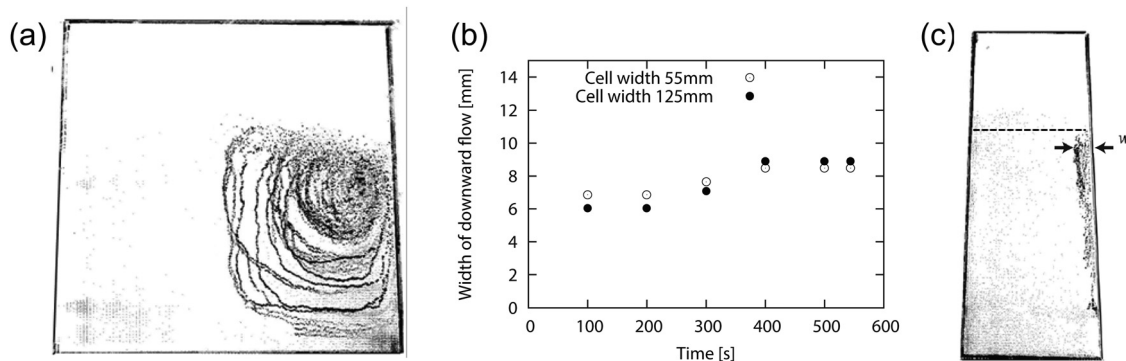 (a)
(b)
Width of downward flow [mm]
14
12
10
8
6
4
2
0
Cell width 55mm
Cell width 125mm
0 100 200 300 400 500 600
Time [s]
(c)
w